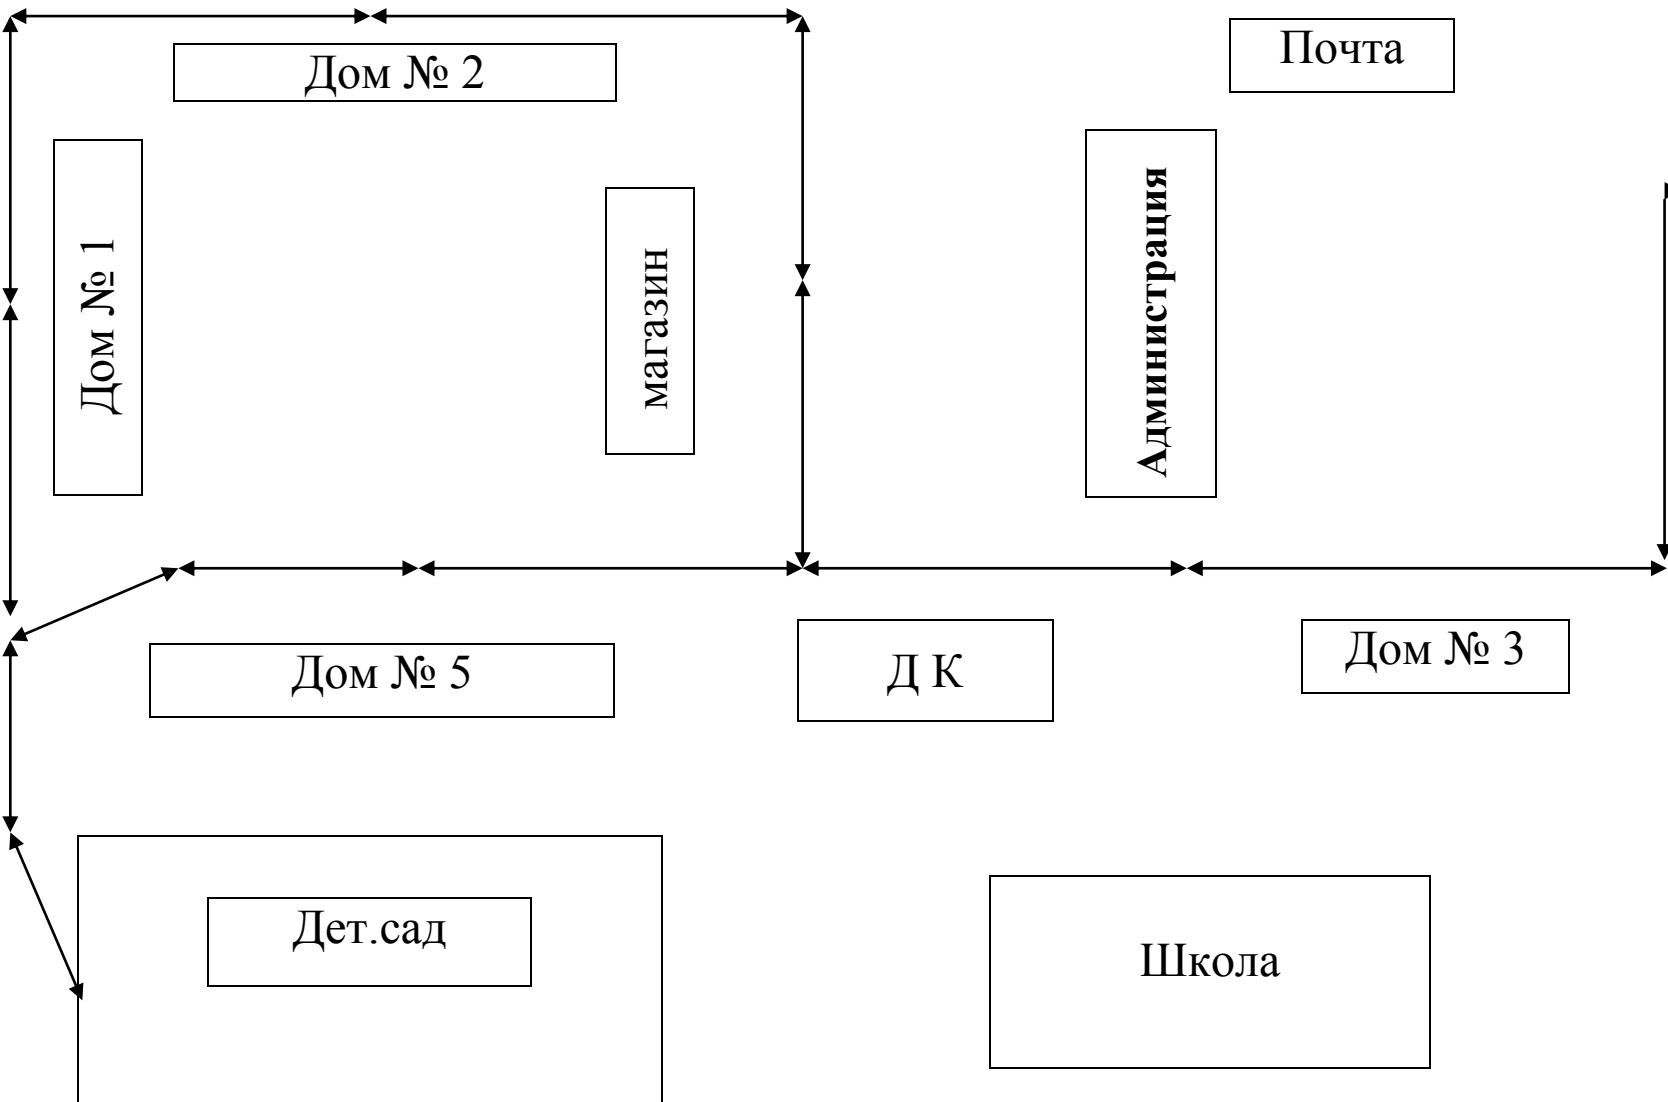 Почта
Дом № 2
Дом № 1
магазин
Администрация
Дом № 5
Д К
Дом № 3
Дет.сад
Школа